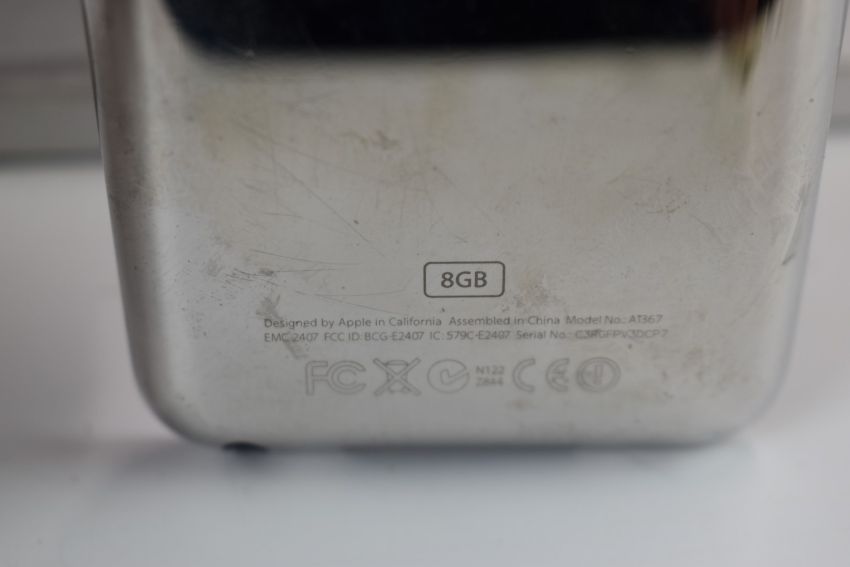 8GB
Designed by Apple in California Assembled in China Model No.: A1367
EMC 2407 FCC ID: BCG-E2407 IC: 579C-E2407 Serial No.:
FC N122